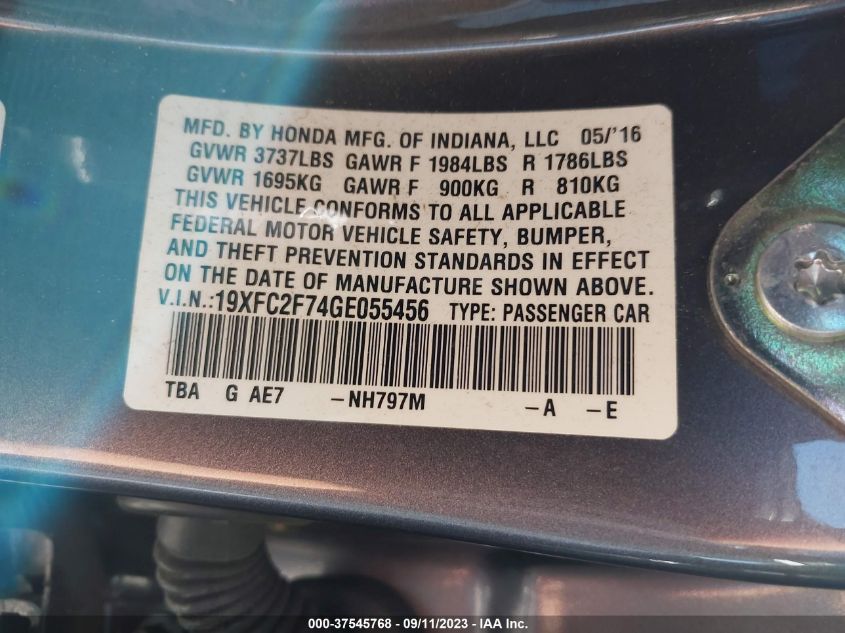 MFD. BY HONDA MFG. OF INDIANA, LLC 05/'16
GVWR 3737LBS GAWR F 1984LBS R 1786LBS
GVWR 1695KG GAWR F 900KG R 810KG
THIS VEHICLE CONFORMS TO ALL APPLICABLE
FEDERAL MOTOR VEHICLE SAFETY, BUMPER,
AND THEFT PREVENTION STANDARDS IN EFFECT
ON THE DATE OF MANUFACTURE SHOWN ABOVE.
V.I.N.:19XFC2F74GE055456 TYPE: PASSENGER CAR
TBA G AE7 -NH797M -A -E
000-37545768 - 09/11/2023 - © IAA Inc.